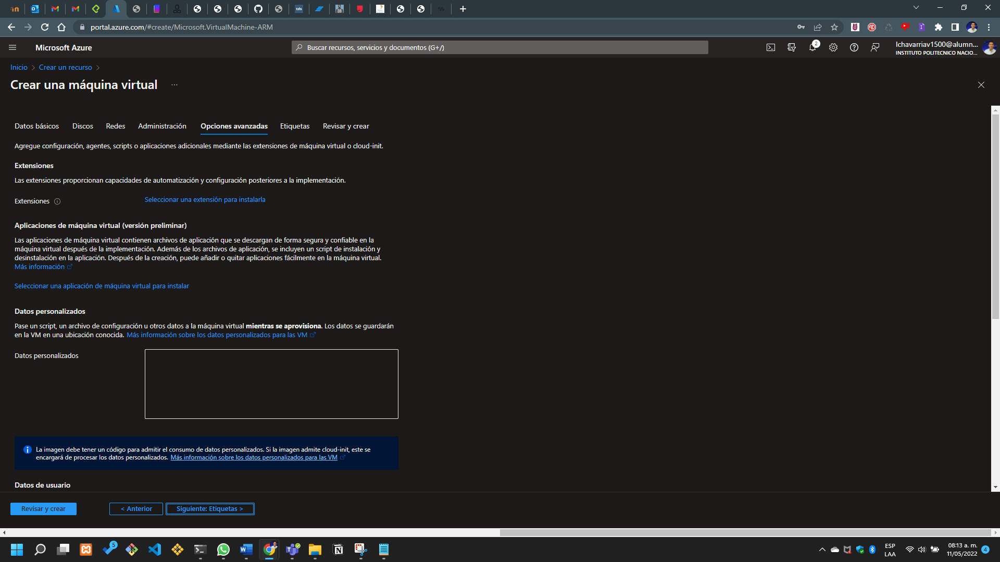 portal.azure.com/#create/Microsoft.VirtualMachine-ARM
Microsoft Azure
Buscar recursos, servicios y documentos (G+/)
2
lchavarriav1500@alumn...
INSTITUTO POLITECNICO NACIO...
Inicio > Crear un recurso >
Crear una máquina virtual ...
Datos básicos Discos Redes Administración Opciones avanzadas Etiquetas Revisar y crear
Agregue configuración, agentes, scripts o aplicaciones adicionales mediante las extensiones de máquina virtual o cloud-init.
Extensiones
Las extensiones proporcionan capacidades de automatización y configuración posteriores a la implementación.
Extensiones
Seleccionar una extensión para instalarla
Aplicaciones de máquina virtual (versión preliminar)
Las aplicaciones de máquina virtual contienen archivos de aplicación que se descargan de forma segura y confiable en la
máquina virtual después de la implementación. Además de los archivos de aplicación, se incluyen un script de instalación y
desinstalación en la aplicación. Después de la creación, puede añadir o quitar aplicaciones fácilmente en la máquina virtual.
Más información
Seleccionar una aplicación de máquina virtual para instalar
Datos personalizados
Pase un script, un archivo de configuración u otros datos a la máquina virtual mientras se aprovisiona. Los datos se guardarán
en la VM en una ubicación conocida. Más información sobre los datos personalizados para las VM
Datos personalizados
La imagen debe tener un código para admitir el consumo de datos personalizados. Si la imagen admite cloud-init, este se
encargará de procesar los datos personalizados. Más información sobre los datos personalizados para las VM
Datos de usuario
Revisar y crear
< Anterior
Siguiente: Etiquetas >
5
ESP
LAA
08:13 a. m.
11/05/2022
4